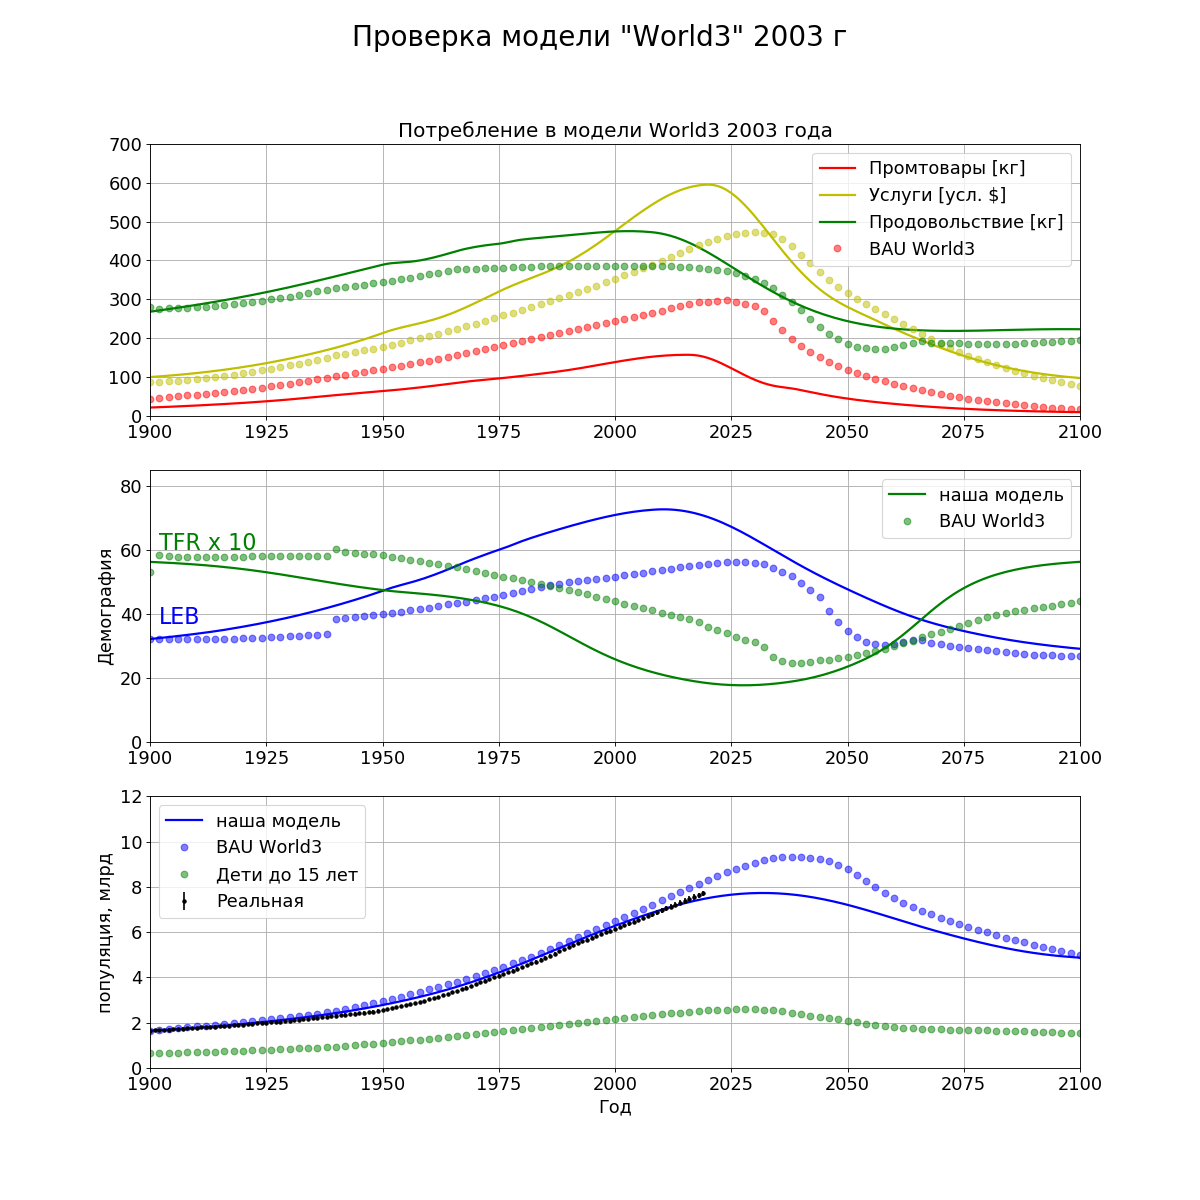 Проверка модели "World3" 2003 г
Потребление в модели World3 2003 года
700
600
500
400
300
200
100
0
Промтовары [кг]
Услуги [усл. $]
Продовольствие [кг]
BAU World3
1900 1925 1950 1975 2000 2025 2050 2075 2100
Демография
80
60
40
20
0
TFR x 10
LEB
наша модель
BAU World3
1900 1925 1950 1975 2000 2025 2050 2075 2100
популяция, млрд
12
10
8
6
4
2
0
наша модель
BAU World3
Дети до 15 лет
Реальная
1900 1925 1950 1975 2000 2025 2050 2075 2100
Год